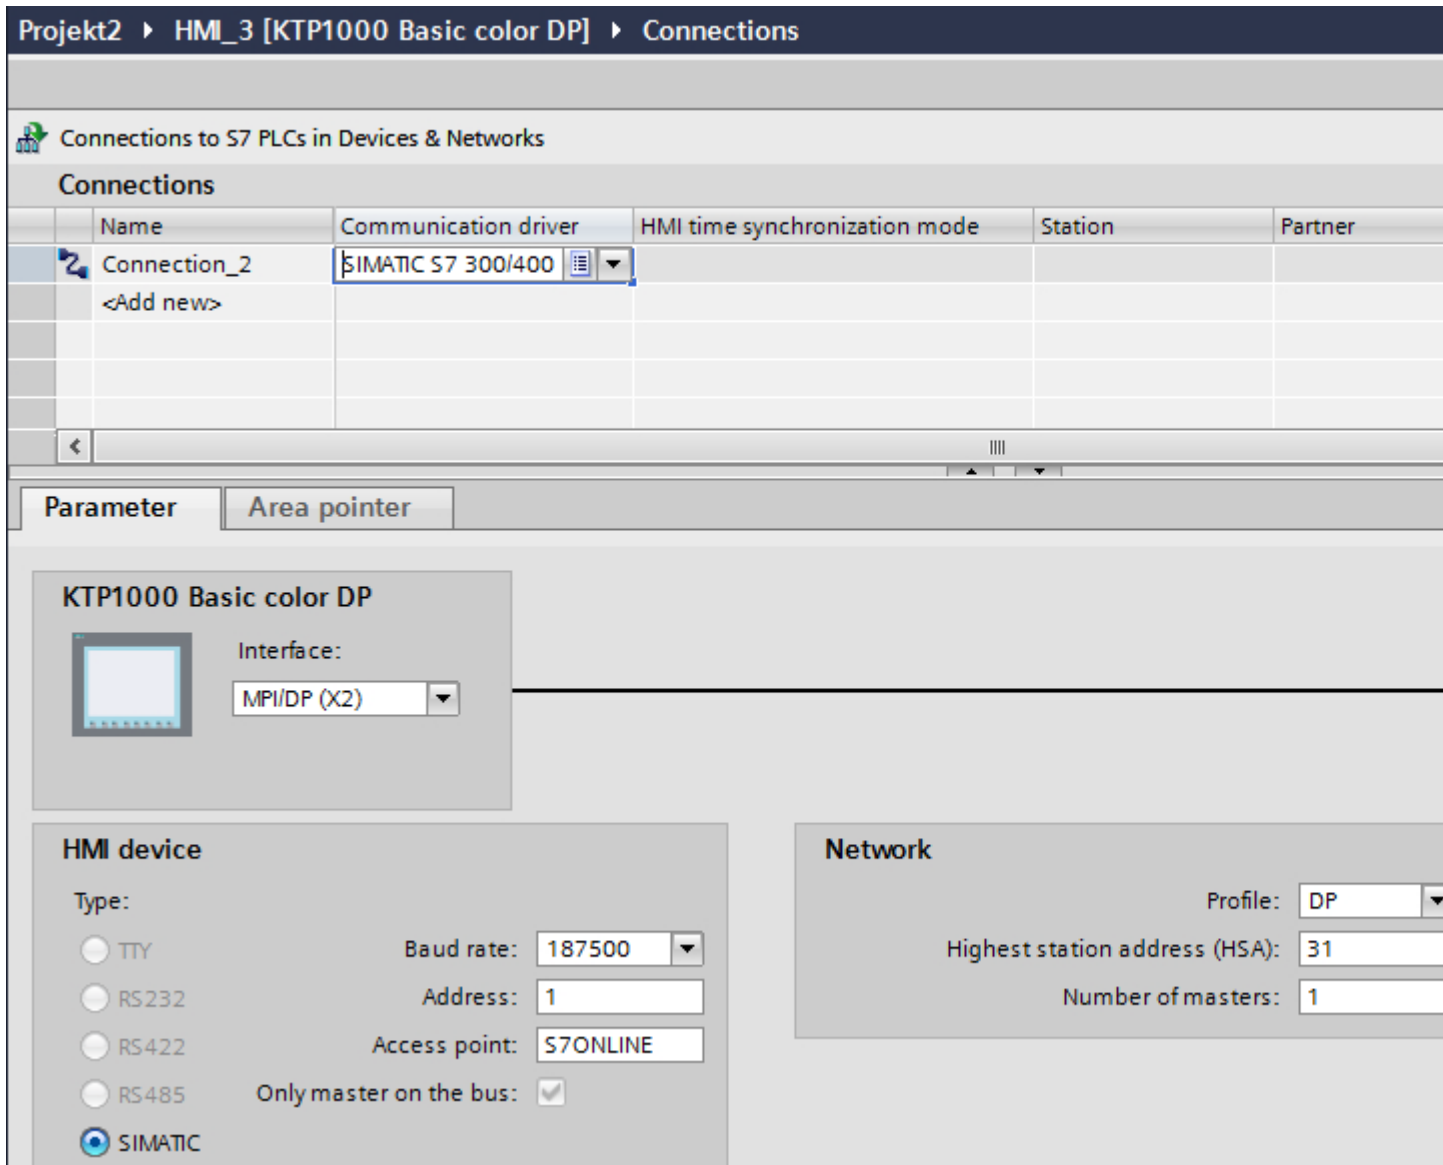 Projekt2 ▸ HMI_3 [KTP1000 Basic color DP] ▸ Connections
Connections to S7 PLCs in Devices & Networks
Connections
Name Communication driver HMI time synchronization mode Station Partner
Connection_2 SIMATIC S7 300/400
<Add new>
Parameter Area pointer
KTP1000 Basic color DP
Interface:
MPI/DP (X2)
HMI device Network
Type: Profile: DP
TTY Baud rate: 187500 Highest station address (HSA): 31
RS232 Address: 1 Number of masters: 1
RS422 Access point: S7ONLINE
RS485 Only master on the bus:
SIMATIC